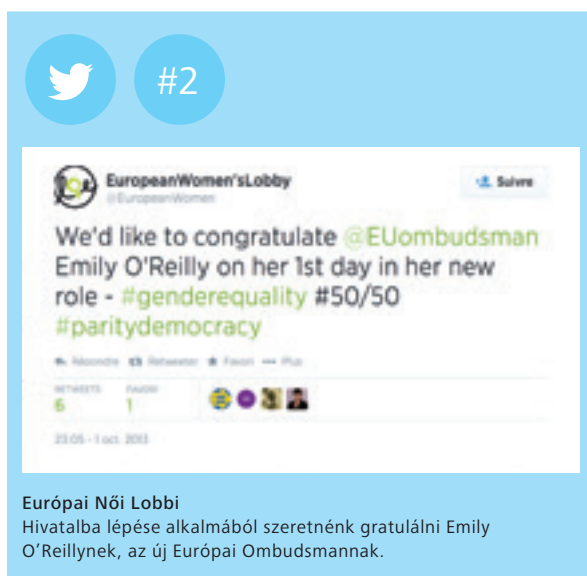 #2
EuropeanWomen'sLobby
@EuropeanWomen
Suivre
We'd like to congratulate @EUombudsman
Emily O'Reilly on her 1st day in her new
role - #genderequality #50/50
#paritydemocracy
Répondre Retweeter Favori Plus
RETWEETS FAVORI
6 1
23:05 - 1 oct. 2013
Európai Női Lobbi
Hivatalba lépése alkalmából szeretnénk gratulálni Emily
O’Reillynek, az új Európai Ombudsmannak.